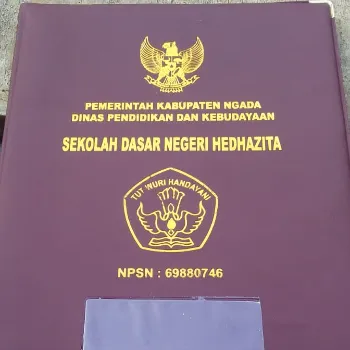 PEMERINTAH KABUPATEN NGADA
DINAS PENDIDIKAN DAN KEBUDAYAAN
SEKOLAH DASAR NEGERI HEDHAZITA
TUT WURI HANDAYANI
NPSN : 69880746